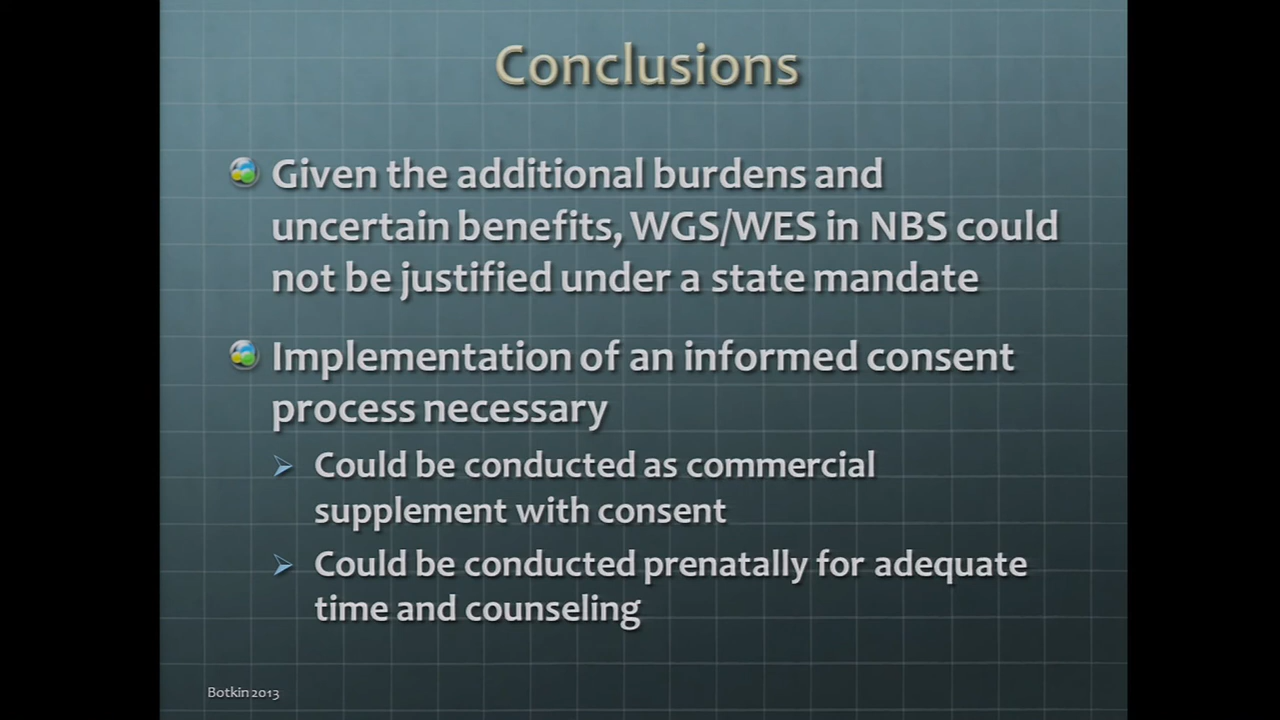 Conclusions
Given the additional burdens and
uncertain benefits, WGS/WES in NBS could
not be justified under a state mandate
Implementation of an informed consent
process necessary
Could be conducted as commercial
supplement with consent
Could be conducted prenatally for adequate
time and counseling
Botkin 2013